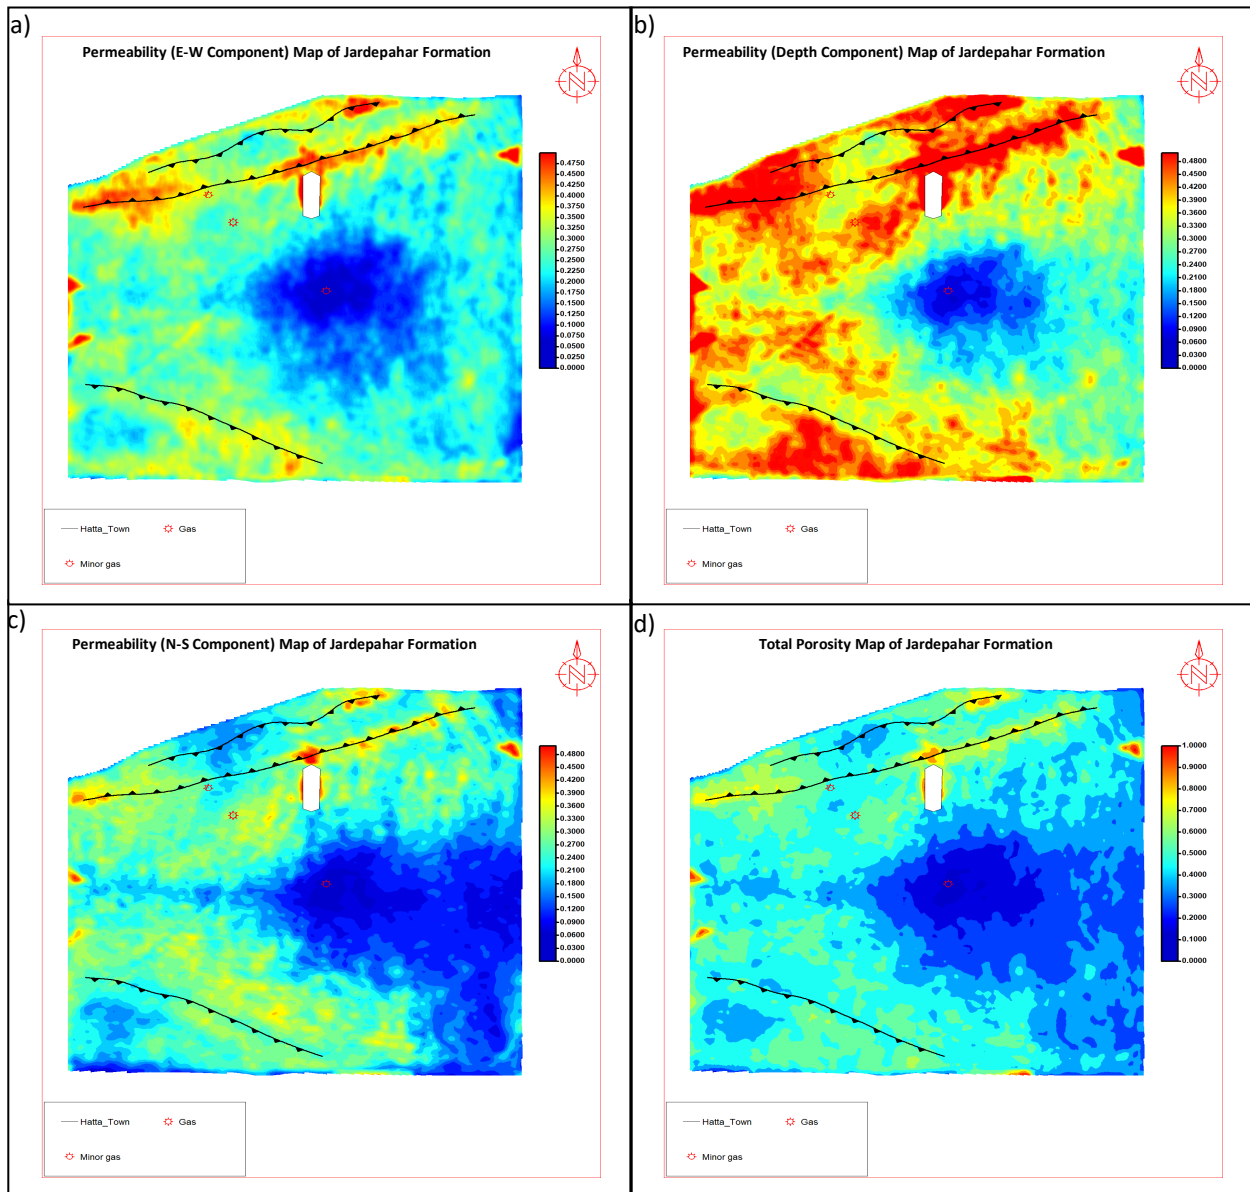 a)
Permeability (E-W Component) Map of Jardepahar Formation
N
0.4750
0.4500
0.4250
0.4000
0.3750
0.3500
0.3250
0.3000
0.2750
0.2500
0.2250
0.2000
0.1750
0.1500
0.1250
0.1000
0.0750
0.0500
0.0250
0.0000
Hatta_Town
Gas
Minor gas
b)
Permeability (Depth Component) Map of Jardepahar Formation
N
0.4800
0.4500
0.4200
0.3900
0.3600
0.3300
0.3000
0.2700
0.2400
0.2100
0.1800
0.1500
0.1200
0.0900
0.0600
0.0300
0.0000
Hatta_Town
Gas
Minor gas
c)
Permeability (N-S Component) Map of Jardepahar Formation
N
0.4800
0.4500
0.4200
0.3900
0.3600
0.3300
0.3000
0.2700
0.2400
0.2100
0.1800
0.1500
0.1200
0.0900
0.0600
0.0300
0.0000
Hatta_Town
Gas
Minor gas
d)
Total Porosity Map of Jardepahar Formation
N
1.0000
0.9000
0.8000
0.7000
0.6000
0.5000
0.4000
0.3000
0.2000
0.1000
0.0000
Hatta_Town
Gas
Minor gas